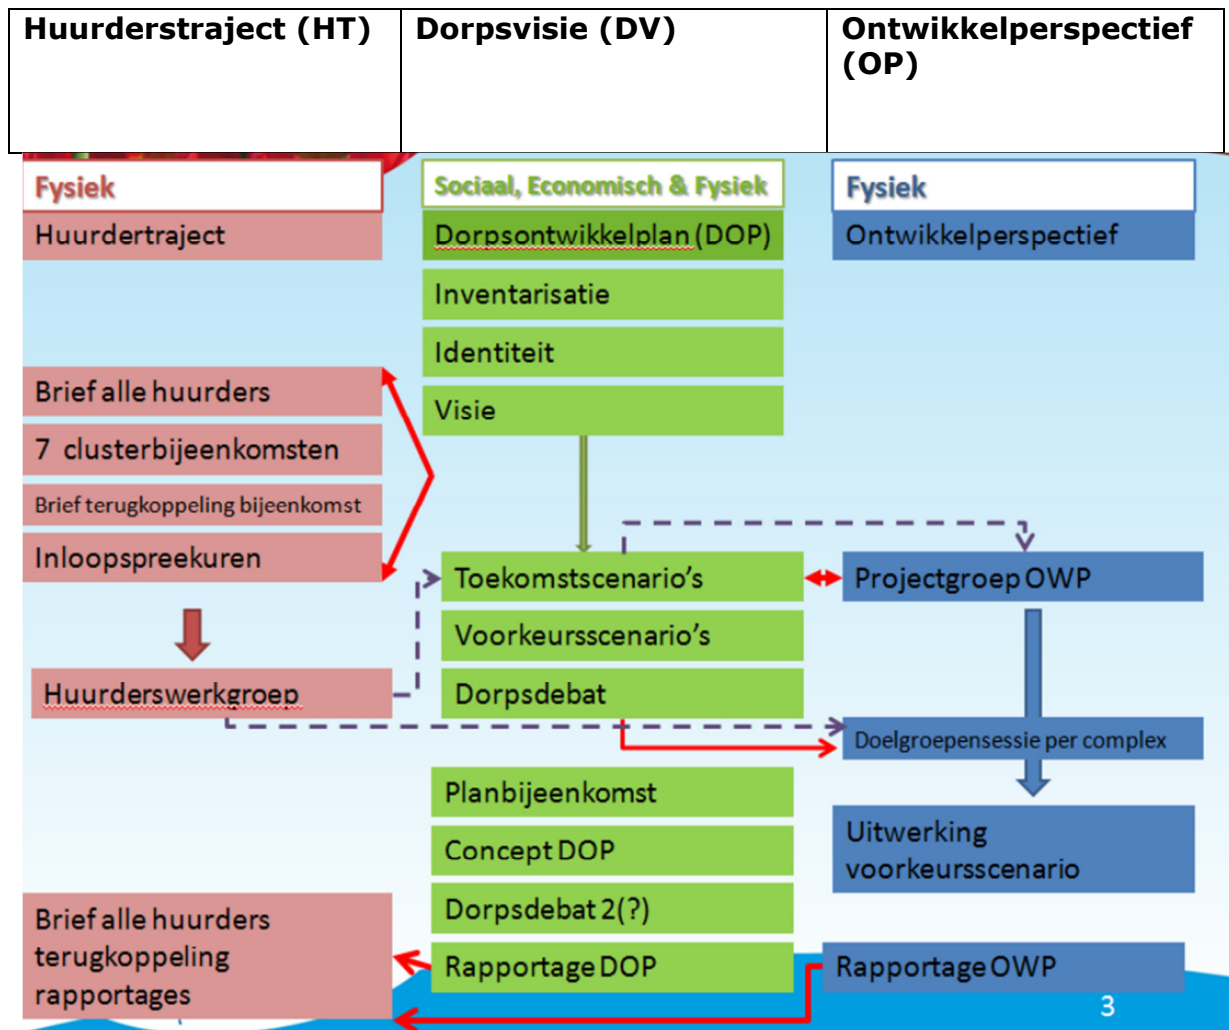 Huurderstraject (HT)
Dorpsvisie (DV)
Ontwikkelperspectief
(OP)
Fysiek
Huurdertraject
Brief alle huurders
7 clusterbijeenkomsten
Brief terugkoppeling bijeenkomst
Inloopspreekuren
Huurderswerkgroep
Brief alle huurders
terugkoppeling
rapportages
Sociaal, Economisch & Fysiek
Dorpsontwikkelplan (DOP)
Inventarisatie
Identiteit
Visie
Toekomstscenario's
Voorkeursscenario's
Dorpsdebat
Planbijeenkomst
Concept DOP
Dorpsdebat 2(?)
Rapportage DOP
Fysiek
Ontwikkelperspectief
Projectgroep OWP
Doelgroepensessie per complex
Uitwerking
voorkeursscenario
Rapportage OWP
3